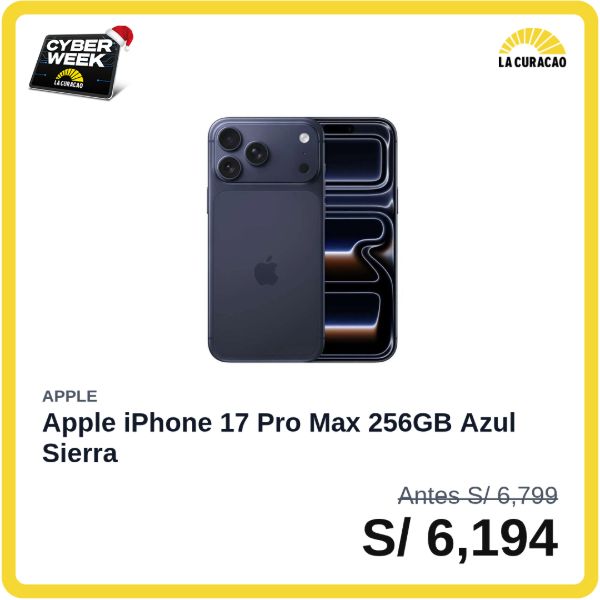 CYBER
WEEK
LA CURACAO
LA CURACAO
APPLE
Apple iPhone 17 Pro Max 256GB Azul
Sierra
Antes S/ 6,799
S/ 6,194